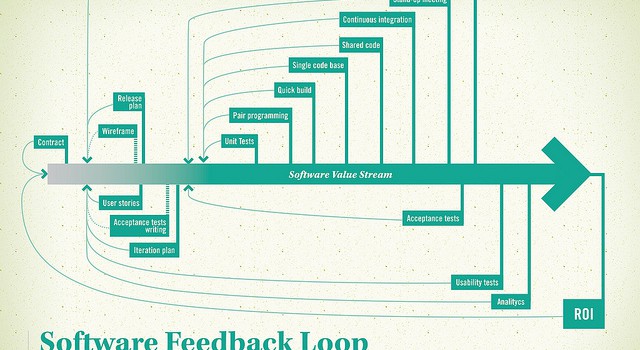 Stand-up meeting
Continuous integration
Shared code
Single code base
Quick build
Release
plan
Pair programming
Wireframe
Unit Tests
Contract
Software Value Stream
User stories
Acceptance tests
Acceptance tests
writing
Iteration plan
Usability tests
Analitycs
ROI
Software Feedback Loop